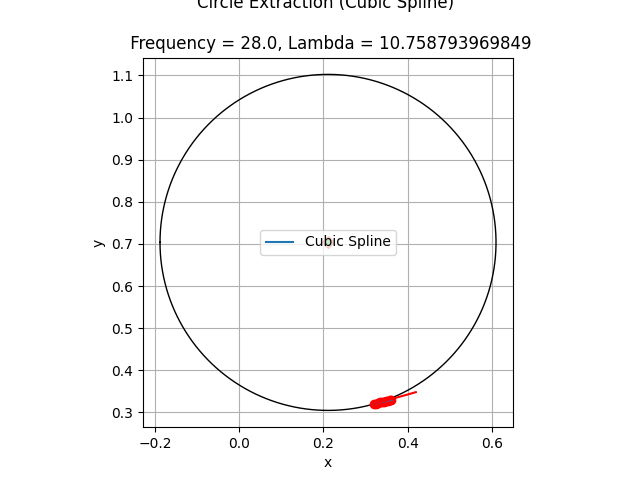 Circle Extraction (Cubic Spline)
Frequency = 28.0, Lambda = 10.758793969849
1.1
1.0
0.9
0.8
0.7
0.6
0.5
0.4
0.3
y
Cubic Spline
−0.2 0.0 0.2 0.4 0.6
x